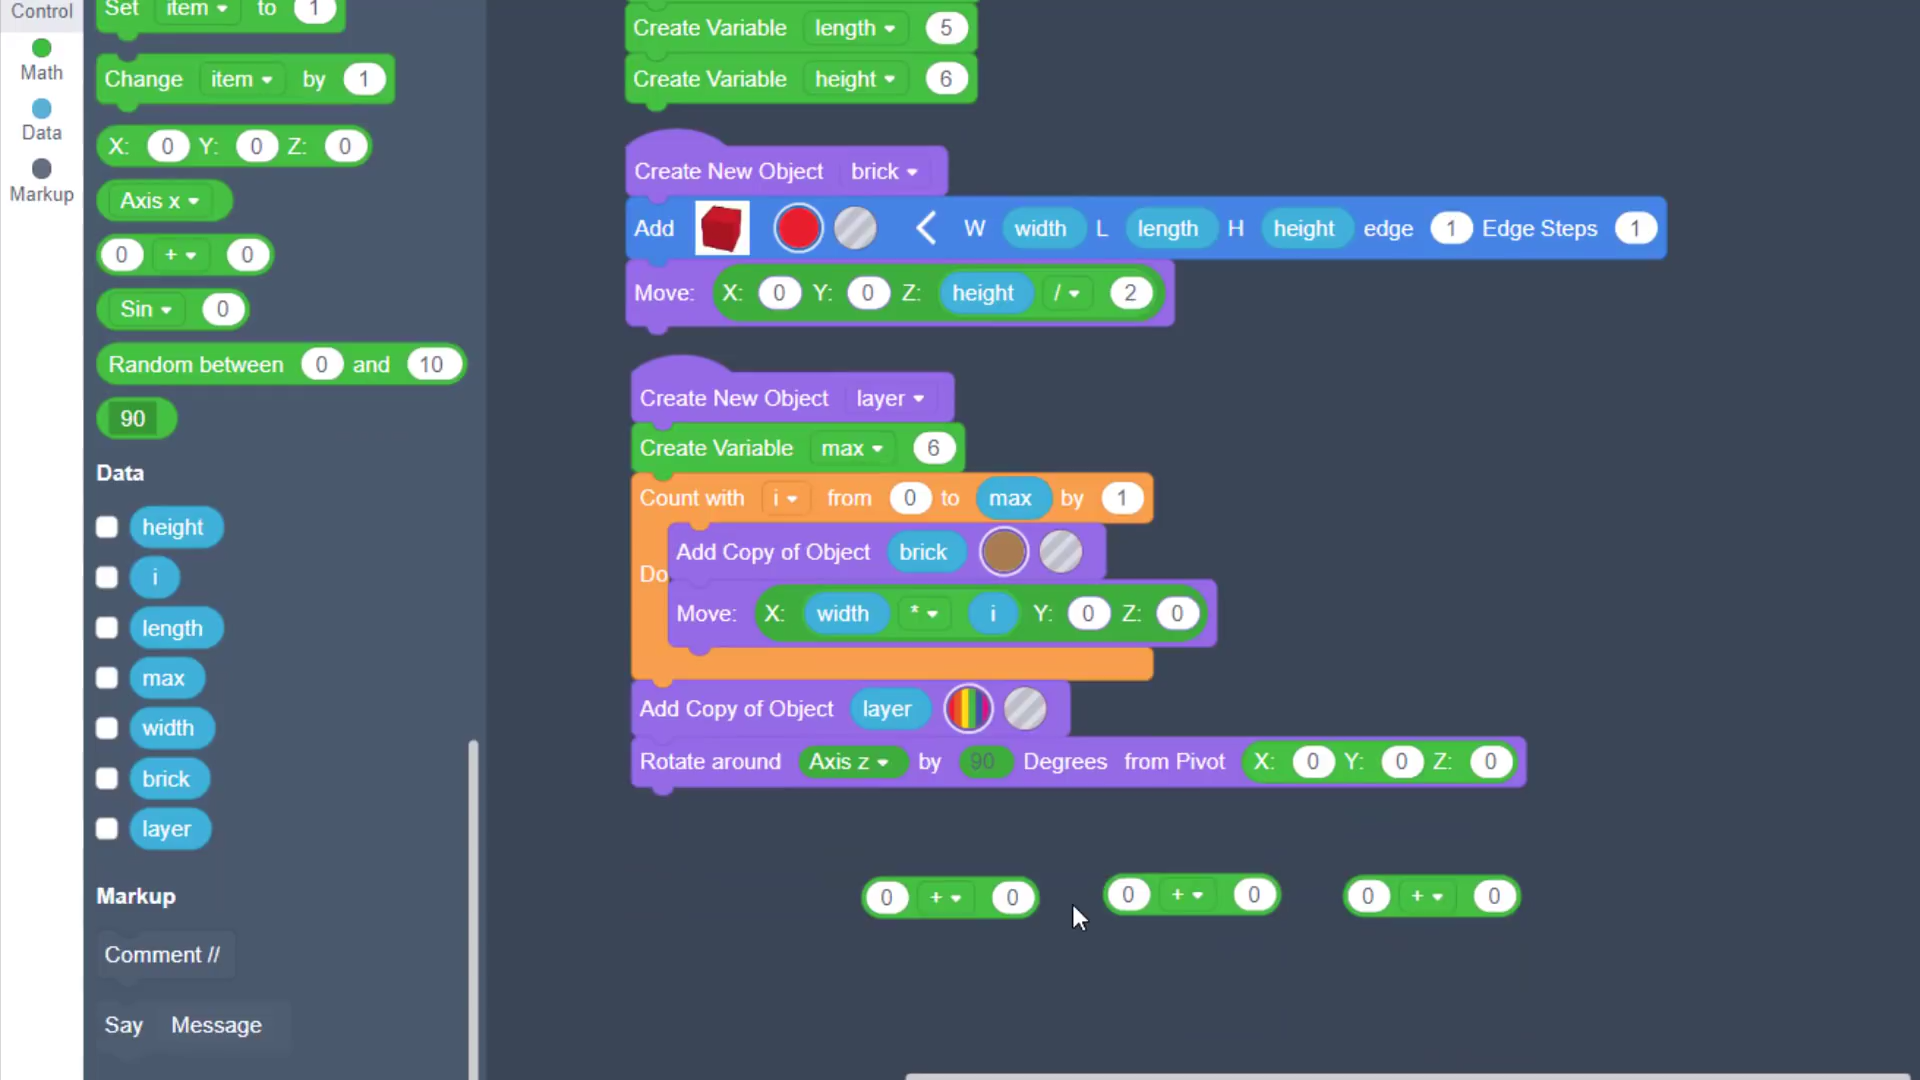 Control
Math
Data
Markup
Set item to 1
Change item by 1
X: 0 Y: 0 Z: 0
Axis x
0 + 0
Sin 0
Random between 0 and 10
90
Data
height
i
length
max
width
brick
layer
Markup
Comment //
Say Message
Create Variable length 5
Create Variable height 6
Create New Object brick
Add W width L length H height edge 1 Edge Steps 1
Move: X: 0 Y: 0 Z: height / 2
Create New Object layer
Create Variable max 6
Count with i from 0 to max by 1
Do
Add Copy of Object brick
Move: X: width * i Y: 0 Z: 0
Add Copy of Object layer
Rotate around Axis z by 90 Degrees from Pivot X: 0 Y: 0 Z: 0
0 + 0
0 + 0
0 + 0